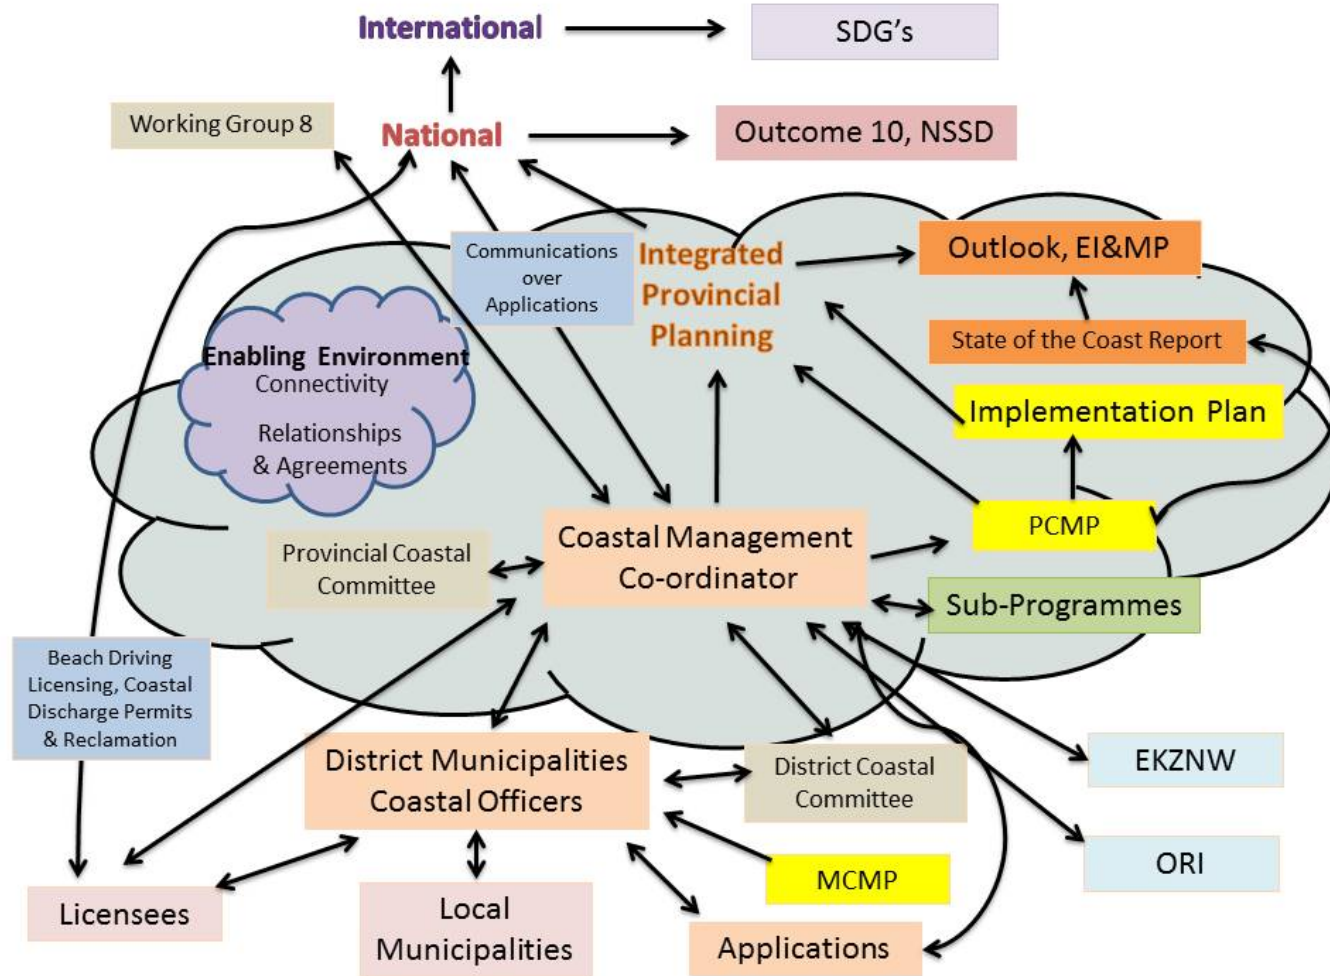 International
SDG's
Working Group 8
National
Outcome 10, NSSD
Communications
over
Applications
Integrated
Provincial
Planning
Outlook, EI&MP
State of the Coast Report
Enabling Environment
Connectivity
Relationships
& Agreements
Implementation Plan
PCMP
Coastal Management
Co-ordinator
Provincial Coastal
Committee
Sub-Programmes
Beach Driving
Licensing, Coastal
Discharge Permits
& Reclamation
District Municipalities
Coastal Officers
District Coastal
Committee
EKZNW
MCMP
ORI
Licensees
Local
Municipalities
Applications